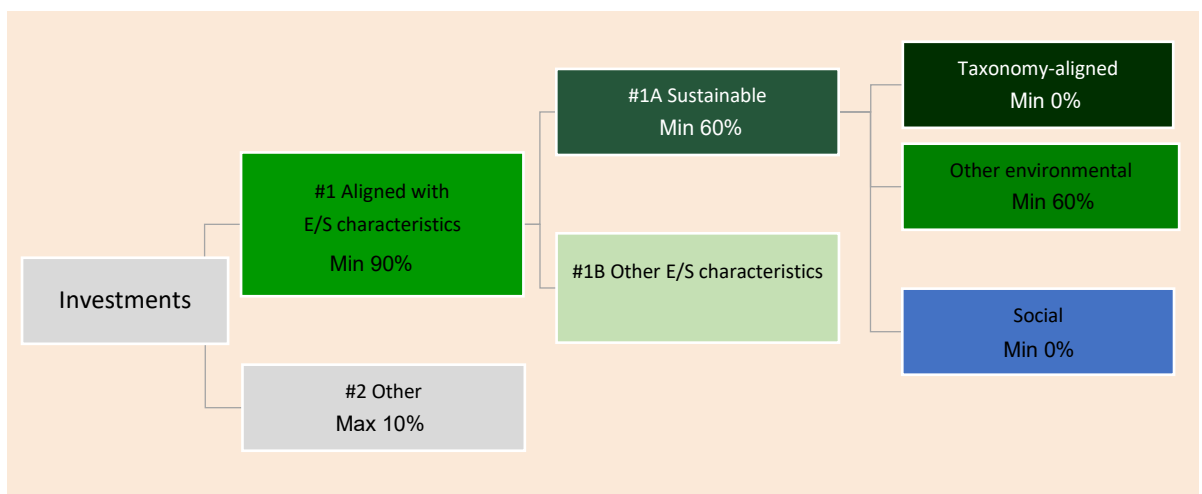 Investments
#1 Aligned with
E/S characteristics
Min 90%
#2 Other
Max 10%
#1A Sustainable
Min 60%
#1B Other E/S characteristics
Taxonomy-aligned
Min 0%
Other environmental
Min 60%
Social
Min 0%